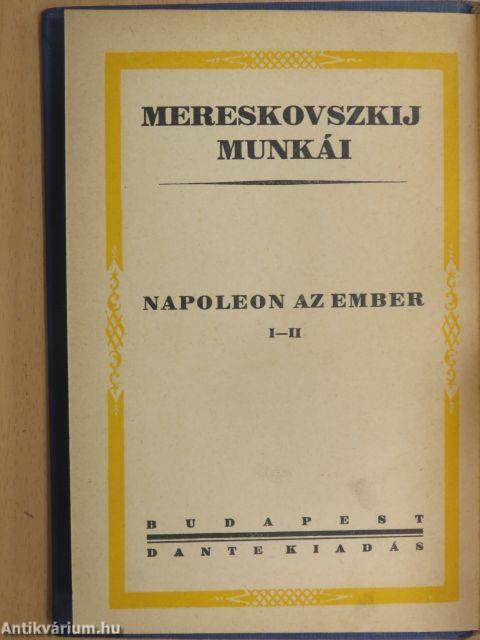 MERESKOVSZKIJ
MUNKÁI
NAPOLEON AZ EMBER
I—II
BUDAPEST
DANTE KIADÁS
Antikvárium.hu